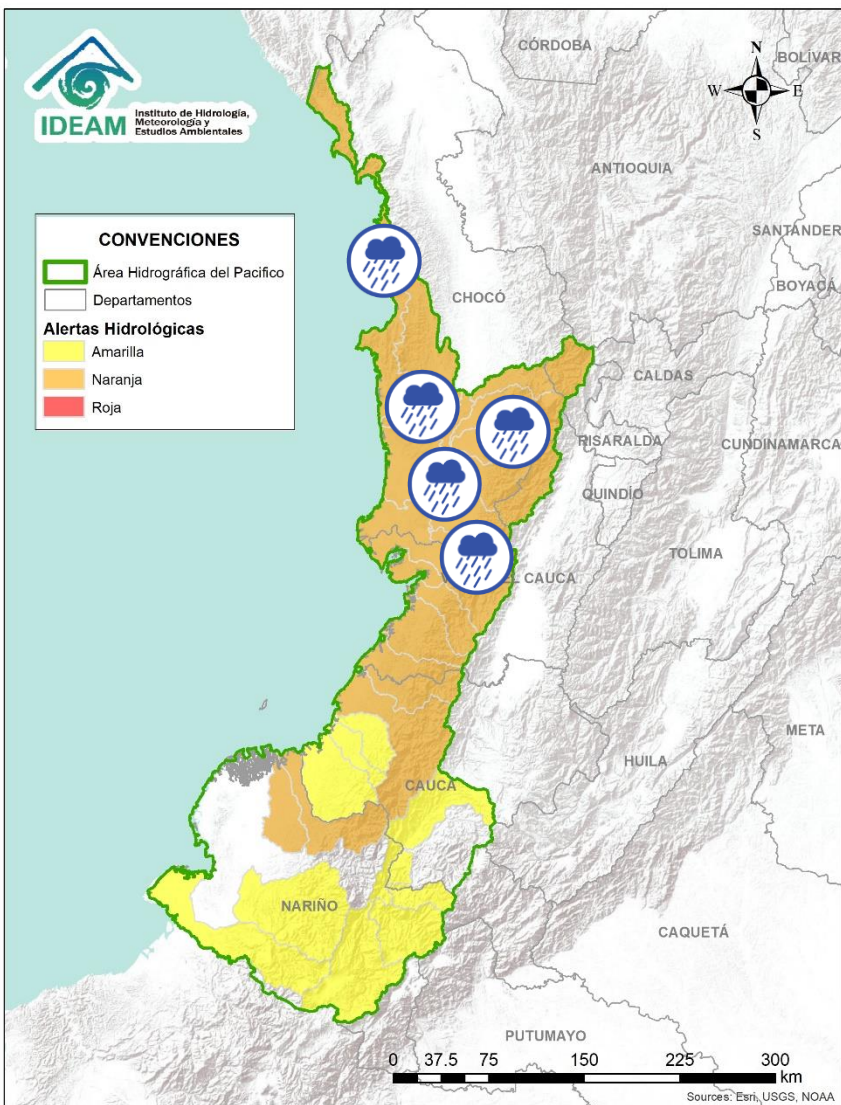 IDEAM
Instituto de Hidrología,
Meteorología y
Estudios Ambientales
CÓRDOBA
BOLÍVAR
N
W
E
S
ANTIOQUIA
SANTANDER
BOYACÁ
CONVENCIONES
Área Hidrográfica del Pacifico
Departamentos
Alertas Hidrológicas
Amarilla
Naranja
Roja
CHOCÓ
CALDAS
RISARALDA
CUNDINAMARCA
QUINDÍO
TOLIMA
CAUCA
META
HUILA
CAUCA
NARIÑO
CAQUETÁ
PUTUMAYO
0 37.5 75 150 225 300
km
Sources: Esri, USGS, NOAA